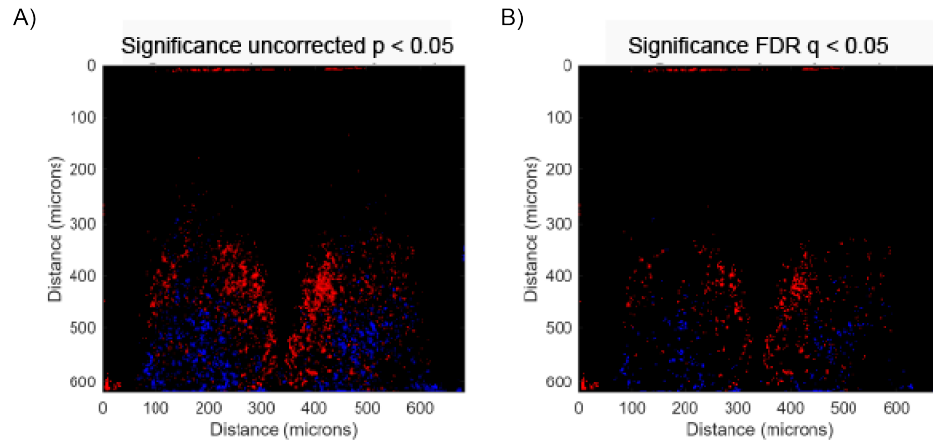 A)
B)
Significance uncorrected p < 0.05
Significance FDR q < 0.05
0
100
200
300
400
500
600
Distance (microns)
0 100 200 300 400 500 600
Distance (microns)
0
100
200
300
400
500
600
Distance (microns)
0 100 200 300 400 500 600
Distance (microns)